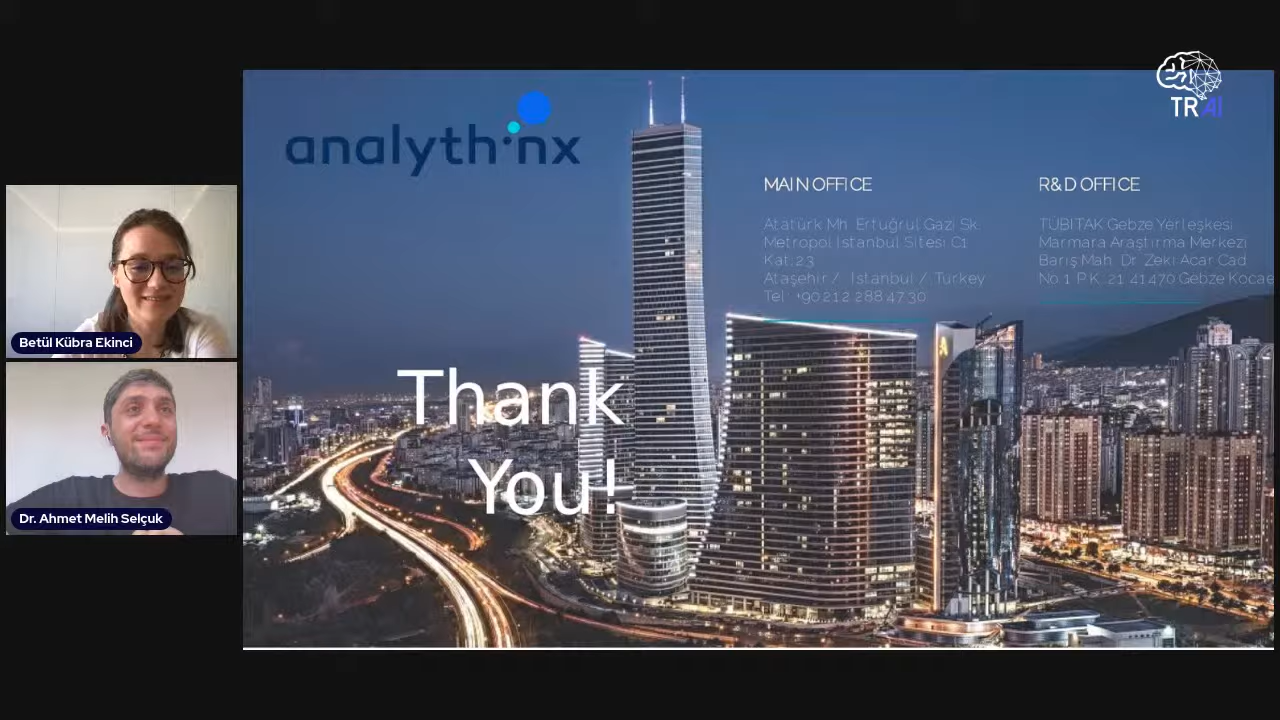 TRAI
analythinx
MAIN OFFICE
Atatürk Mh. Ertuğrul Gazi Sk.
Metropol İstanbul Sitesi C1
Kat:23
Ataşehir / İstanbul / Turkey
Tel: +90 212 288 47 30
R&D OFFICE
TÜBİTAK Gebze Yerleşkesi
Marmara Araştırma Merkezi
Barış Mah. Dr. Zeki Acar Cad.
No:1 P.K. 21 41470 Gebze Kocae
Thank
You!
Betül Kübra Ekinci
Dr. Ahmet Melih Selçuk